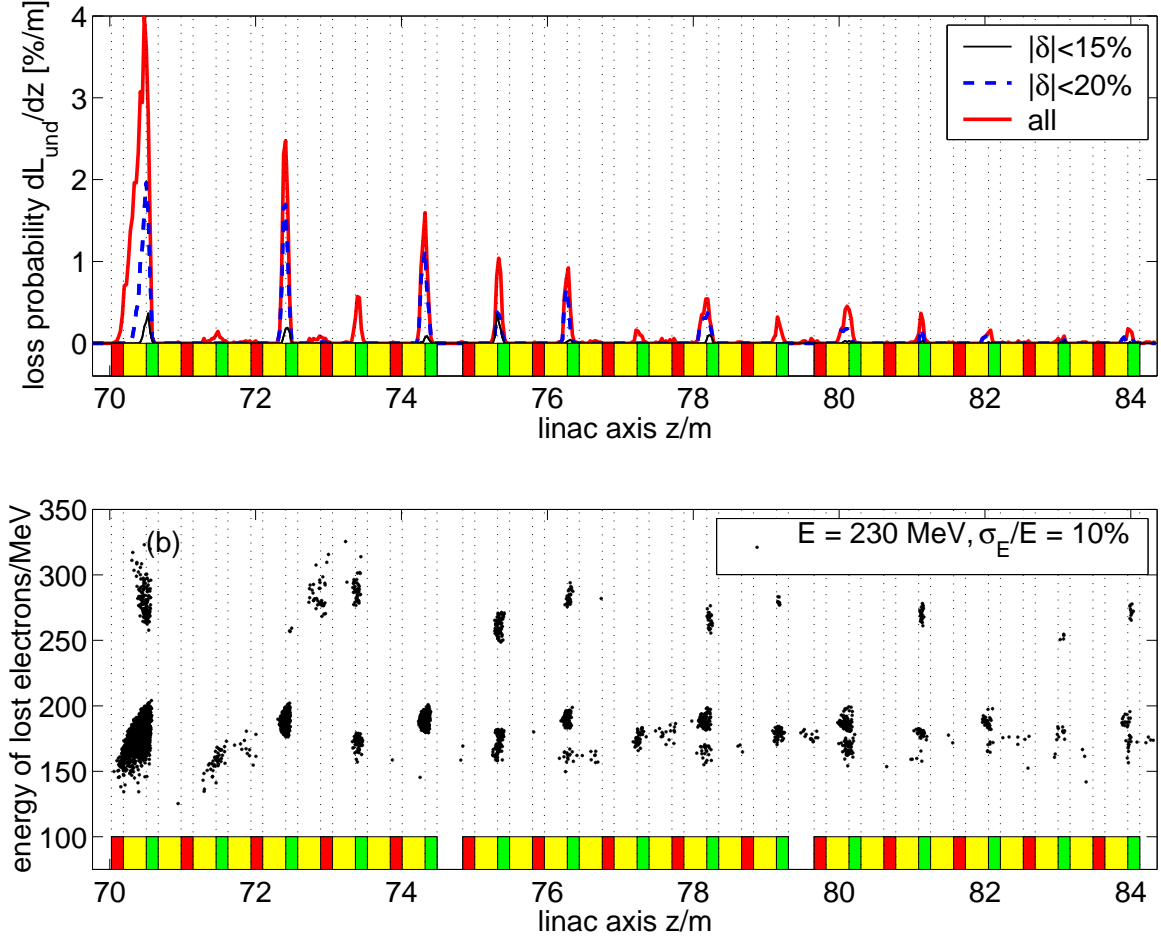 4
3
2
1
0
loss probability dL_und/dz [%/m]
|δ|<15%
|δ|<20%
all
70 72 74 76 78 80 82 84
linac axis z/m
350
300
250
200
150
100
energy of lost electrons/MeV
(b)
E = 230 MeV, σ_E/E = 10%
70 72 74 76 78 80 82 84
linac axis z/m